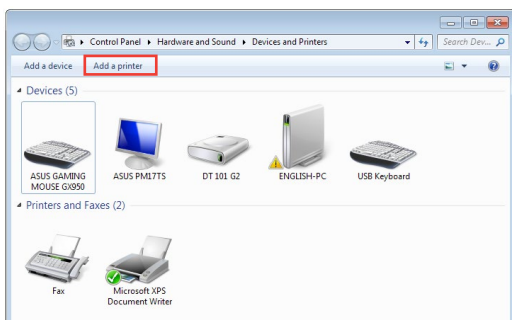 Control Panel Hardware and Sound Devices and Printers Search Dev...
Add a device Add a printer
Devices (5)
ASUS GAMING MOUSE GX950
ASUS PM17TS
DT 101 G2
ENGLISH-PC
USB Keyboard
Printers and Faxes (2)
Fax
Microsoft XPS
Document Writer